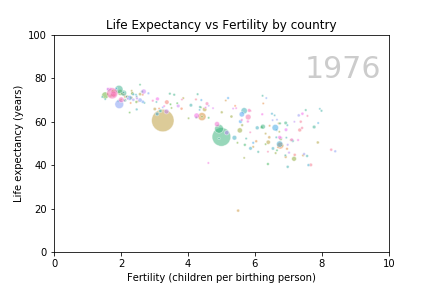 Life Expectancy vs Fertility by country
1976
100
80
60
40
20
0
Life expectancy (years)
0 2 4 6 8 10
Fertility (children per birthing person)